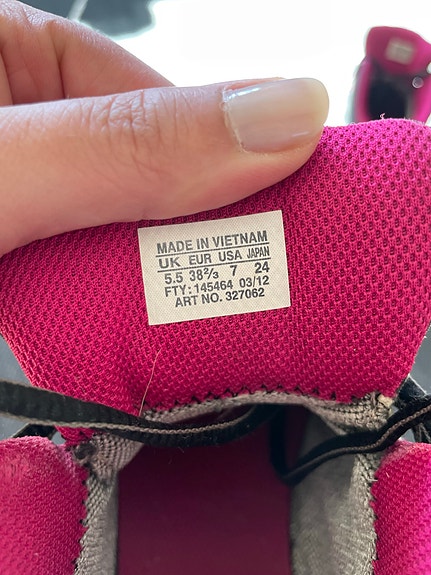 MADE IN VIETNAM
UK EUR USA JAPAN
5.5 38⅔ 7 24
FTY: 145464 03/12
ART NO. 327062